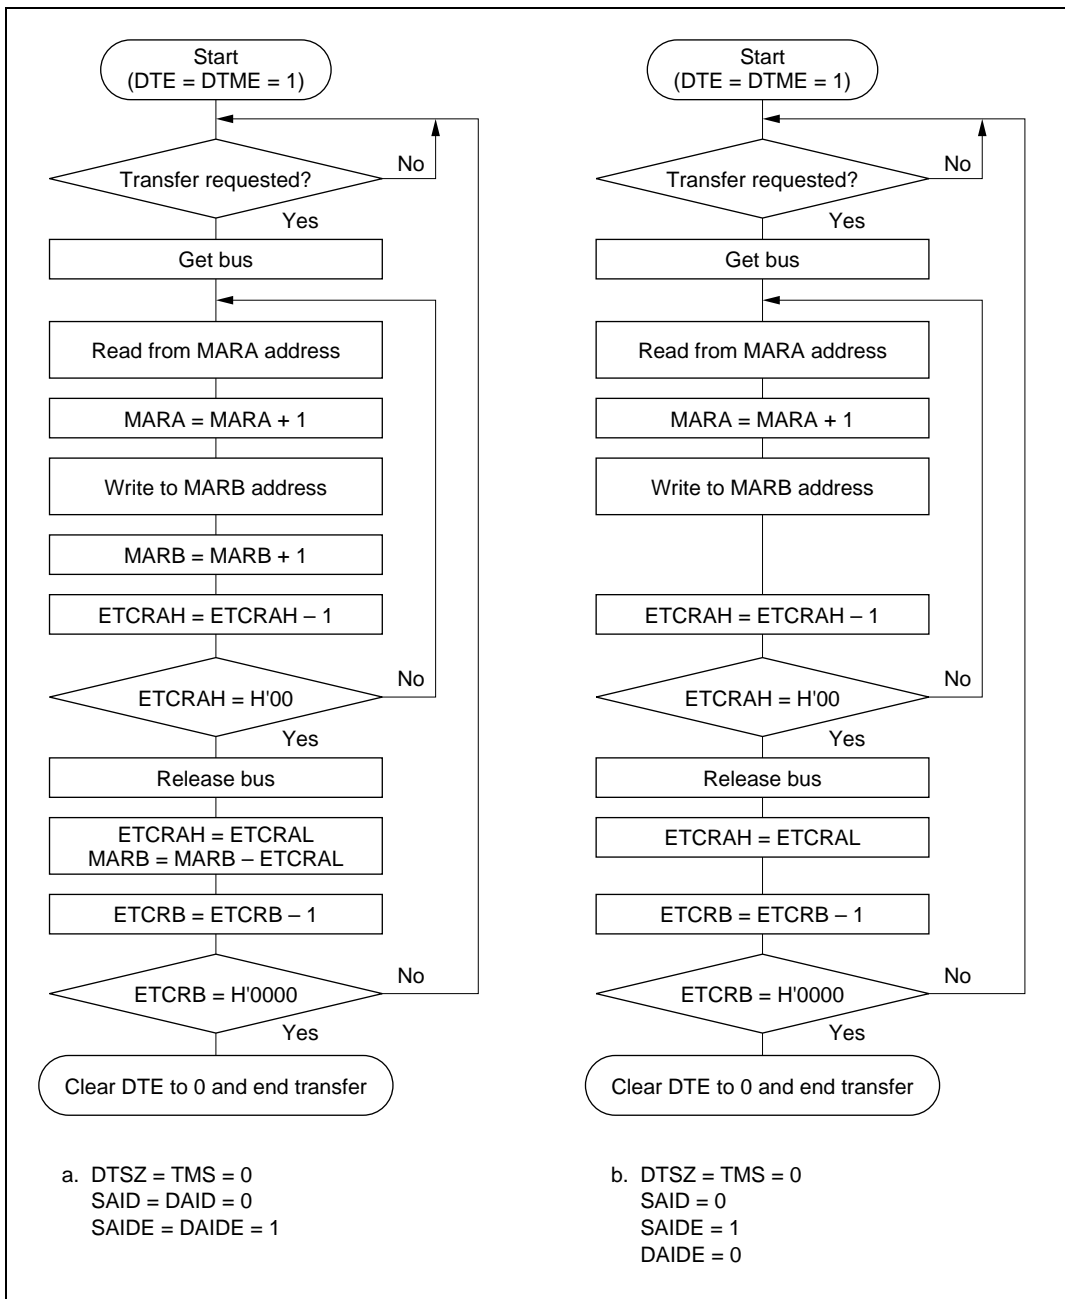 Start
(DTE = DTME = 1)
Transfer requested?
No
Yes
Get bus
Read from MARA address
MARA = MARA + 1
Write to MARB address
MARB = MARB + 1
ETCRAH = ETCRAH – 1
ETCRAH = H'00
No
Yes
Release bus
ETCRAH = ETCRAL
MARB = MARB – ETCRAL
ETCRB = ETCRB – 1
ETCRB = H'0000
No
Yes
Clear DTE to 0 and end transfer
a. DTSZ = TMS = 0
SAID = DAID = 0
SAIDE = DAIDE = 1
Start
(DTE = DTME = 1)
Transfer requested?
No
Yes
Get bus
Read from MARA address
MARA = MARA + 1
Write to MARB address
ETCRAH = ETCRAH – 1
ETCRAH = H'00
No
Yes
Release bus
ETCRAH = ETCRAL
ETCRB = ETCRB – 1
ETCRB = H'0000
No
Yes
Clear DTE to 0 and end transfer
b. DTSZ = TMS = 0
SAID = 0
SAIDE = 1
DAIDE = 0